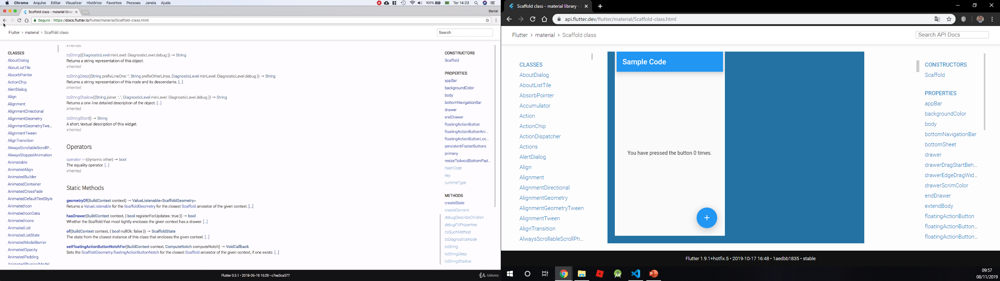 Chrome Arquivo Editar Visualizar Histórico Favoritos Pessoas Janela Ajuda 100% Ter 14:23
Scaffold class - material librar
Daniel
Seguro https://docs.flutter.io/flutter/material/Scaffold-class.html
Flutter > material > Scaffold class
Search
CLASSES
AboutDialog
AboutListTile
AbsorbPointer
ActionChip
AlertDialog
Align
Alignment
AlignmentDirectional
AlignmentGeometry
AlignmentGeometryTwe...
AlignmentTween
AlignTransition
AlwaysScrollableScrollP...
AlwaysStoppedAnimation
Animatable
AnimatedAlign
AnimatedBuilder
AnimatedContainer
AnimatedCrossFade
AnimatedDefaultTextStyle
AnimatedIcon
AnimatedIconData
AnimatedIcons
AnimatedList
AnimatedListState
AnimatedModalBarrier
AnimatedOpacity
AnimatedPadding
AnimatedPhysicalModel
inherited
toString({DiagnosticLevel minLevel: DiagnosticLevel.debug }) → String
Returns a string representation of this object.
inherited
toStringDeep({String prefixLineOne: '', String prefixOtherLines, DiagnosticLevel minLevel: DiagnosticLevel.debug }) → String
Returns a string representation of this node and its descendants. [...]
inherited
toStringShallow({String joiner: ', ', DiagnosticLevel minLevel: DiagnosticLevel.debug }) → String
Returns a one-line detailed description of the object. [...]
inherited
toStringShort() → String
A short, textual description of this widget.
inherited
Operators
operator ==(dynamic other) → bool
The equality operator. [...]
inherited
Static Methods
geometryOf(BuildContext context) → ValueListenable<ScaffoldGeometry>
Returns a ValueListenable for the ScaffoldGeometry for the closest Scaffold ancestor of the given context. [...]
hasDrawer(BuildContext context, { bool registerForUpdates: true }) → bool
Whether the Scaffold that most tightly encloses the given context has a drawer. [...]
of(BuildContext context, { bool nullOk: false }) → ScaffoldState
The state from the closest instance of this class that encloses the given context. [...]
setFloatingActionButtonNotchFor(BuildContext context, ComputeNotch computeNotch) → VoidCallback
Sets the ScaffoldGeometry.floatingActionButtonNotch for the closest Scaffold ancestor of the given context, if one exists. [...]
CONSTRUCTORS
Scaffold
PROPERTIES
appBar
backgroundColor
body
bottomNavigationBar
drawer
endDrawer
floatingActionButton
floatingActionButtonAni...
floatingActionButtonLoc...
persistentFooterButtons
primary
resizeToAvoidBottomPad...
hashCode
key
runtimeType
METHODS
createState
createElement
debugDescribeChildren
debugFillProperties
noSuchMethod
toDiagnosticsNode
toString
toStringDeep
toStringShallow
Flutter 0.5.1 • 2018-06-19 16:29 • c7ea3ca377
Udemy
Scaffold class - material library -
api.flutter.dev/flutter/material/Scaffold-class.html
Flutter > material > Scaffold class
Search API Docs
CLASSES
AboutDialog
AboutListTile
AbsorbPointer
Accumulator
Action
ActionChip
ActionDispatcher
Actions
AlertDialog
Align
Alignment
AlignmentDirectional
AlignmentGeometry
AlignmentGeometryTween
AlignmentTween
AlignTransition
AlwaysScrollableScrollPh...
Sample Code
You have pressed the button 0 times.
CONSTRUCTORS
Scaffold
PROPERTIES
appBar
backgroundColor
body
bottomNavigationBar
bottomSheet
drawer
drawerDragStartBeh...
drawerEdgeDragWid...
drawerScrimColor
endDrawer
extendBody
floatingActionButton
floatingActionButton...
floatingActionButton...
Flutter 1.9.1+hotfix.5 • 2019-10-17 16:48 • 1aedbb1835 • stable
09:57
08/11/2019